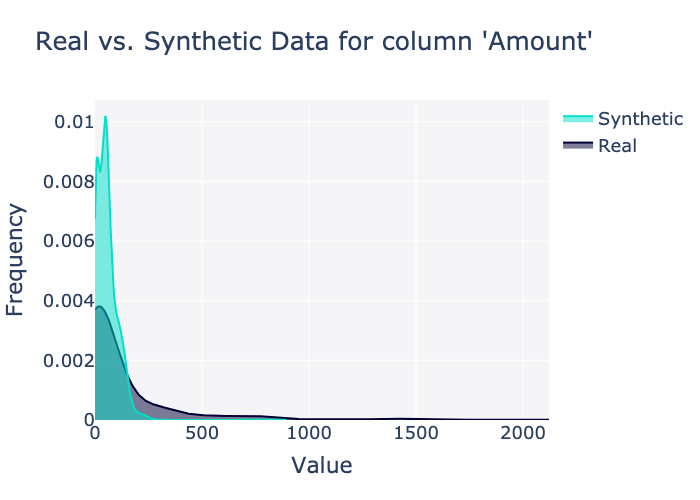 Real vs. Synthetic Data for column 'Amount'
Synthetic
Real
0.01
0.008
0.006
0.004
0.002
0
0 500 1000 1500 2000
Frequency
Value